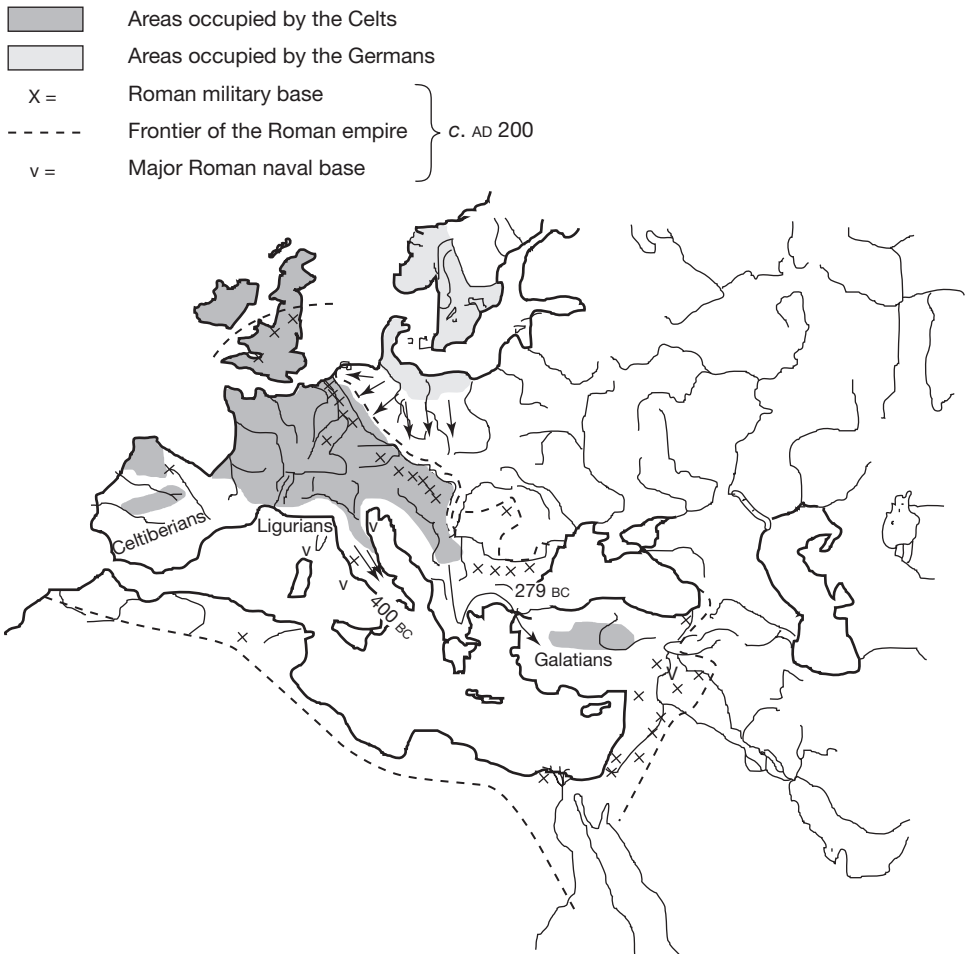 Areas occupied by the Celts
Areas occupied by the Germans
X = Roman military base
Frontier of the Roman empire
c. AD 200
v = Major Roman naval base
Celtiberians
Ligurians
v
v
v
400 BC
279 BC
Galatians
v